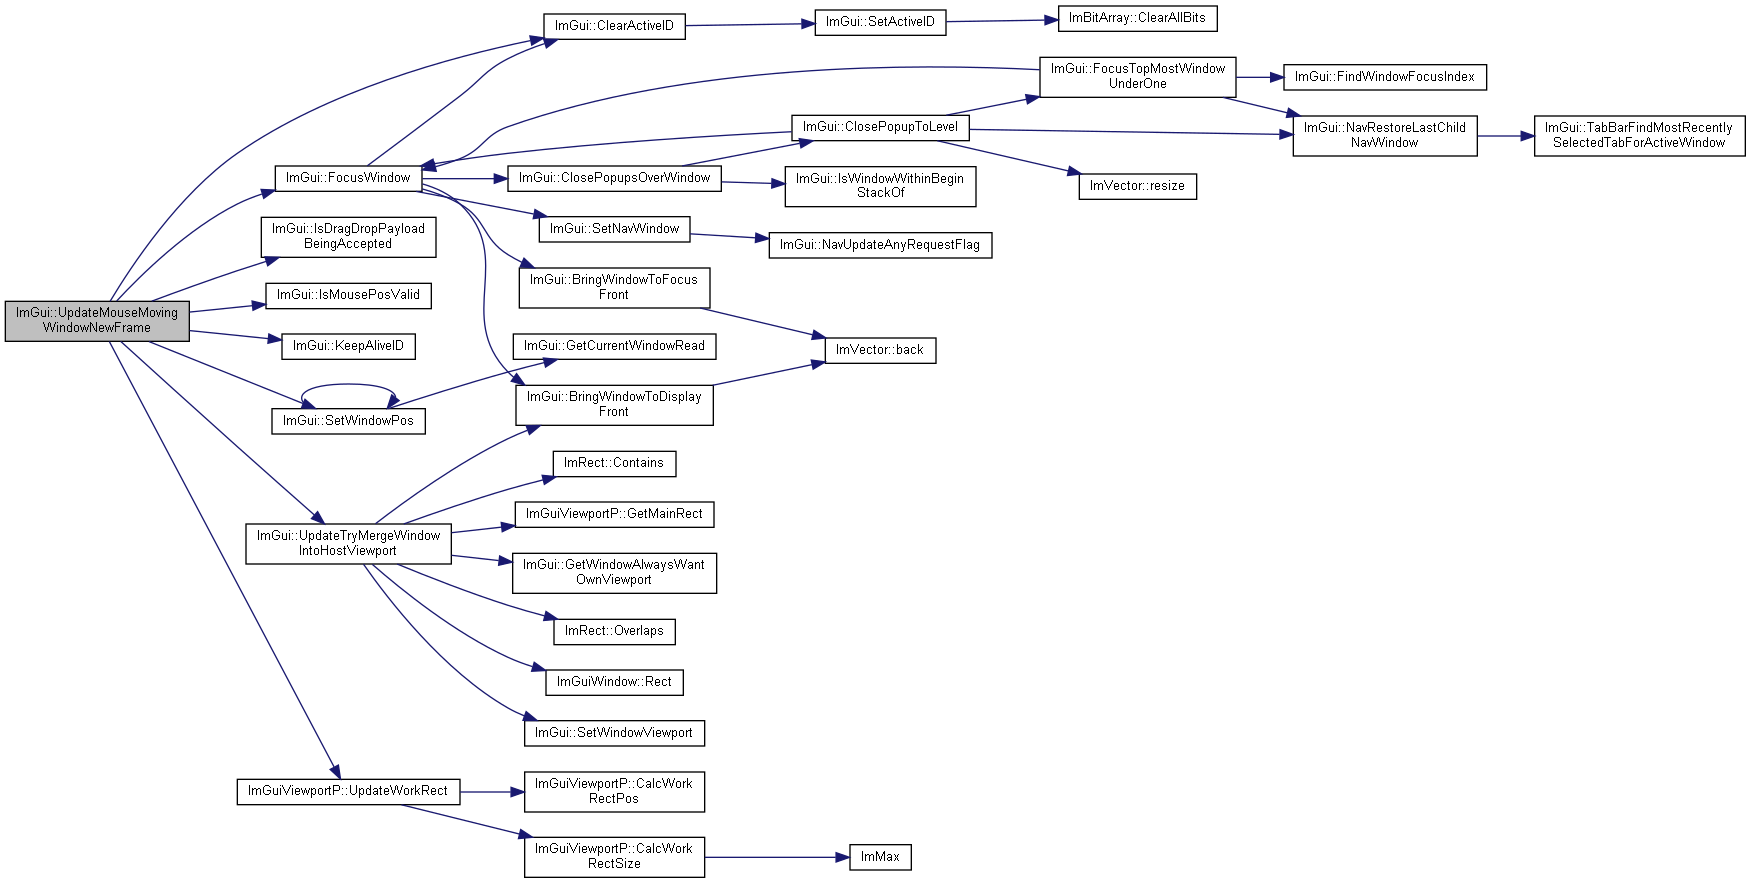 ImGui::UpdateMouseMoving
WindowNewFrame
ImGui::ClearActiveID
ImGui::SetActiveID
ImBitArray::ClearAllBits
ImGui::FocusWindow
ImGui::ClosePopupsOverWindow
ImGui::ClosePopupToLevel
ImGui::FocusTopMostWindow
UnderOne
ImGui::FindWindowFocusIndex
ImGui::NavRestoreLastChild
NavWindow
ImGui::TabBarFindMostRecently
SelectedTabForActiveWindow
ImVector::resize
ImGui::IsWindowWithinBegin
StackOf
ImGui::SetNavWindow
ImGui::NavUpdateAnyRequestFlag
ImGui::BringWindowToFocus
Front
ImVector::back
ImGui::BringWindowToDisplay
Front
ImGui::IsDragDropPayload
BeingAccepted
ImGui::IsMousePosValid
ImGui::KeepAliveID
ImGui::SetWindowPos
ImGui::GetCurrentWindowRead
ImGui::UpdateTryMergeWindow
IntoHostViewport
ImRect::Contains
ImGuiViewportP::GetMainRect
ImGui::GetWindowAlwaysWant
OwnViewport
ImRect::Overlaps
ImGuiWindow::Rect
ImGui::SetWindowViewport
ImGuiViewportP::UpdateWorkRect
ImGuiViewportP::CalcWork
RectPos
ImGuiViewportP::CalcWork
RectSize
ImMax